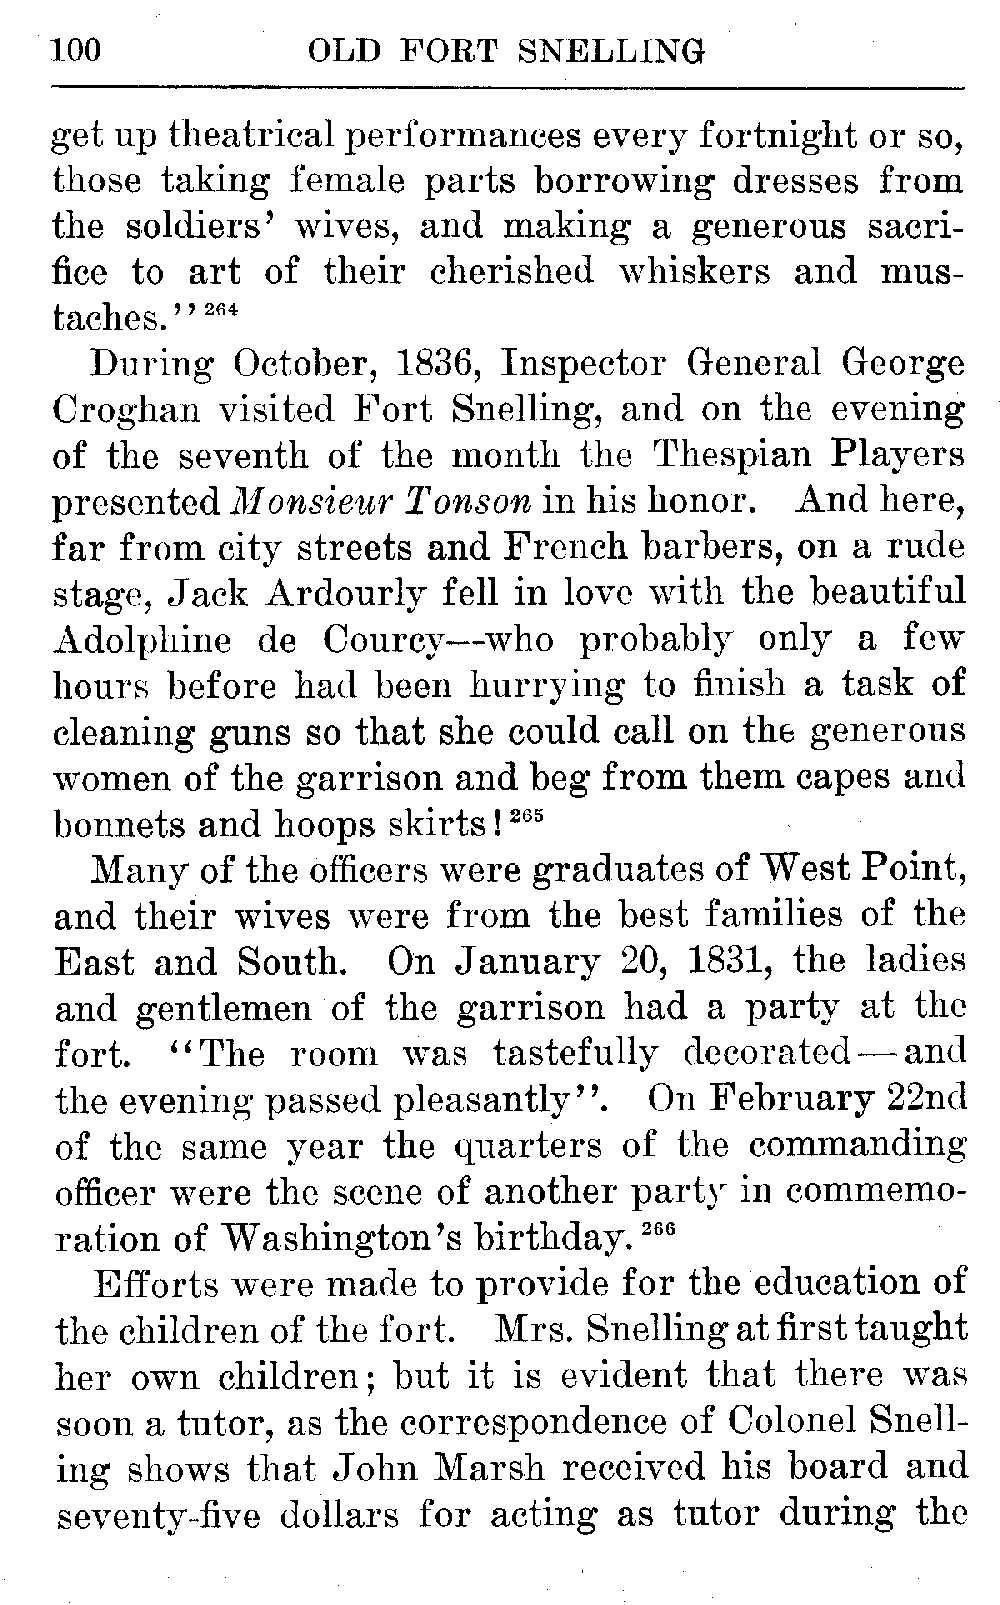 100 OLD FORT SNELLING
get up theatrical performances every fortnight or so,
those taking female parts borrowing dresses from
the soldiers' wives, and making a generous sacri-
fice to art of their cherished whiskers and mus-
taches.'' 264
During October, 1836, Inspector General George
Croghan visited Fort Snelling, and on the evening
of the seventh of the month the Thespian Players
presented Monsieur Tonson in his honor. And here,
far from city streets and French barbers, on a rude
stage, Jack Ardourly fell in love with the beautiful
Adolphine de Courcy--who probably only a few
hours before had been hurrying to finish a task of
cleaning guns so that she could call on the generous
women of the garrison and beg from them capes and
bonnets and hoops skirts! 265
Many of the officers were graduates of West Point,
and their wives were from the best families of the
East and South. On January 20, 1831, the ladies
and gentlemen of the garrison had a party at the
fort. "The room was tastefully decorated — and
the evening passed pleasantly". On February 22nd
of the same year the quarters of the commanding
officer were the scene of another party in commemo-
ration of Washington's birthday. 266
Efforts were made to provide for the education of
the children of the fort. Mrs. Snelling at first taught
her own children; but it is evident that there was
soon a tutor, as the correspondence of Colonel Snell-
ing shows that John Marsh received his board and
seventy-five dollars for acting as tutor during the